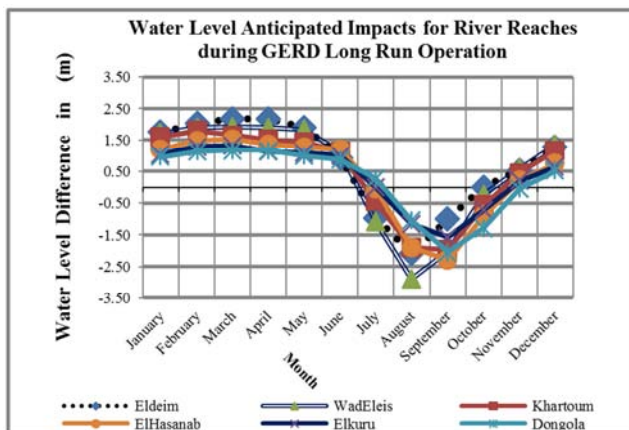 Water Level Anticipated Impacts for River Reaches
during GERD Long Run Operation
Water Level Difference in (m)
3.50
2.50
1.50
0.50
-0.50
-1.50
-2.50
-3.50
January
February
March
April
May
June
July
August
September
October
November
December
Month
Eldeim WadEleis Khartoum
ElHasanab Elkuru Dongola